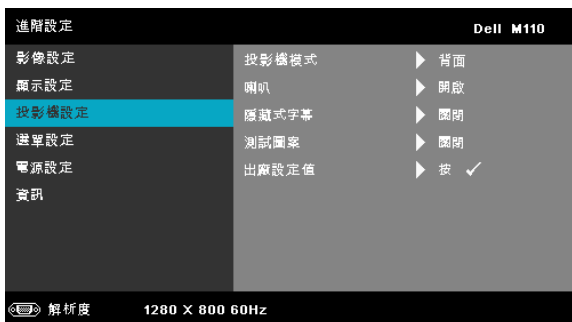 進階設定 Dell M110
影像設定 投影機模式 背面
顯示設定 喇叭 開啟
投影機設定 隱藏式字幕 關閉
選單設定 測試圖案 關閉
電源設定 出廠設定值 按 ✓
資訊
解析度 1280 X 800 60Hz